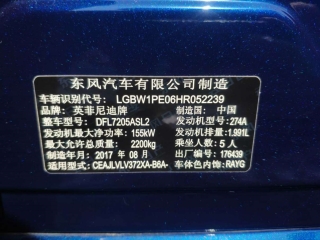 东风汽车有限公司制造
车辆识别代号： LGBW1PE06HR052239
品牌： 英菲尼迪牌 制造国： 中国
整车型号： DFL7205ASL2 发动机型号： 274A
发动机最大净功率： 155kW 发动机排量： 1.991L
最大允许总质量： 2200kg 乘坐人数： 5人
制造年月： 2017年08月 出厂编号： 176439
适用型式： CEAJLVLV372XA-B6A- 车体色内饰： RAYG